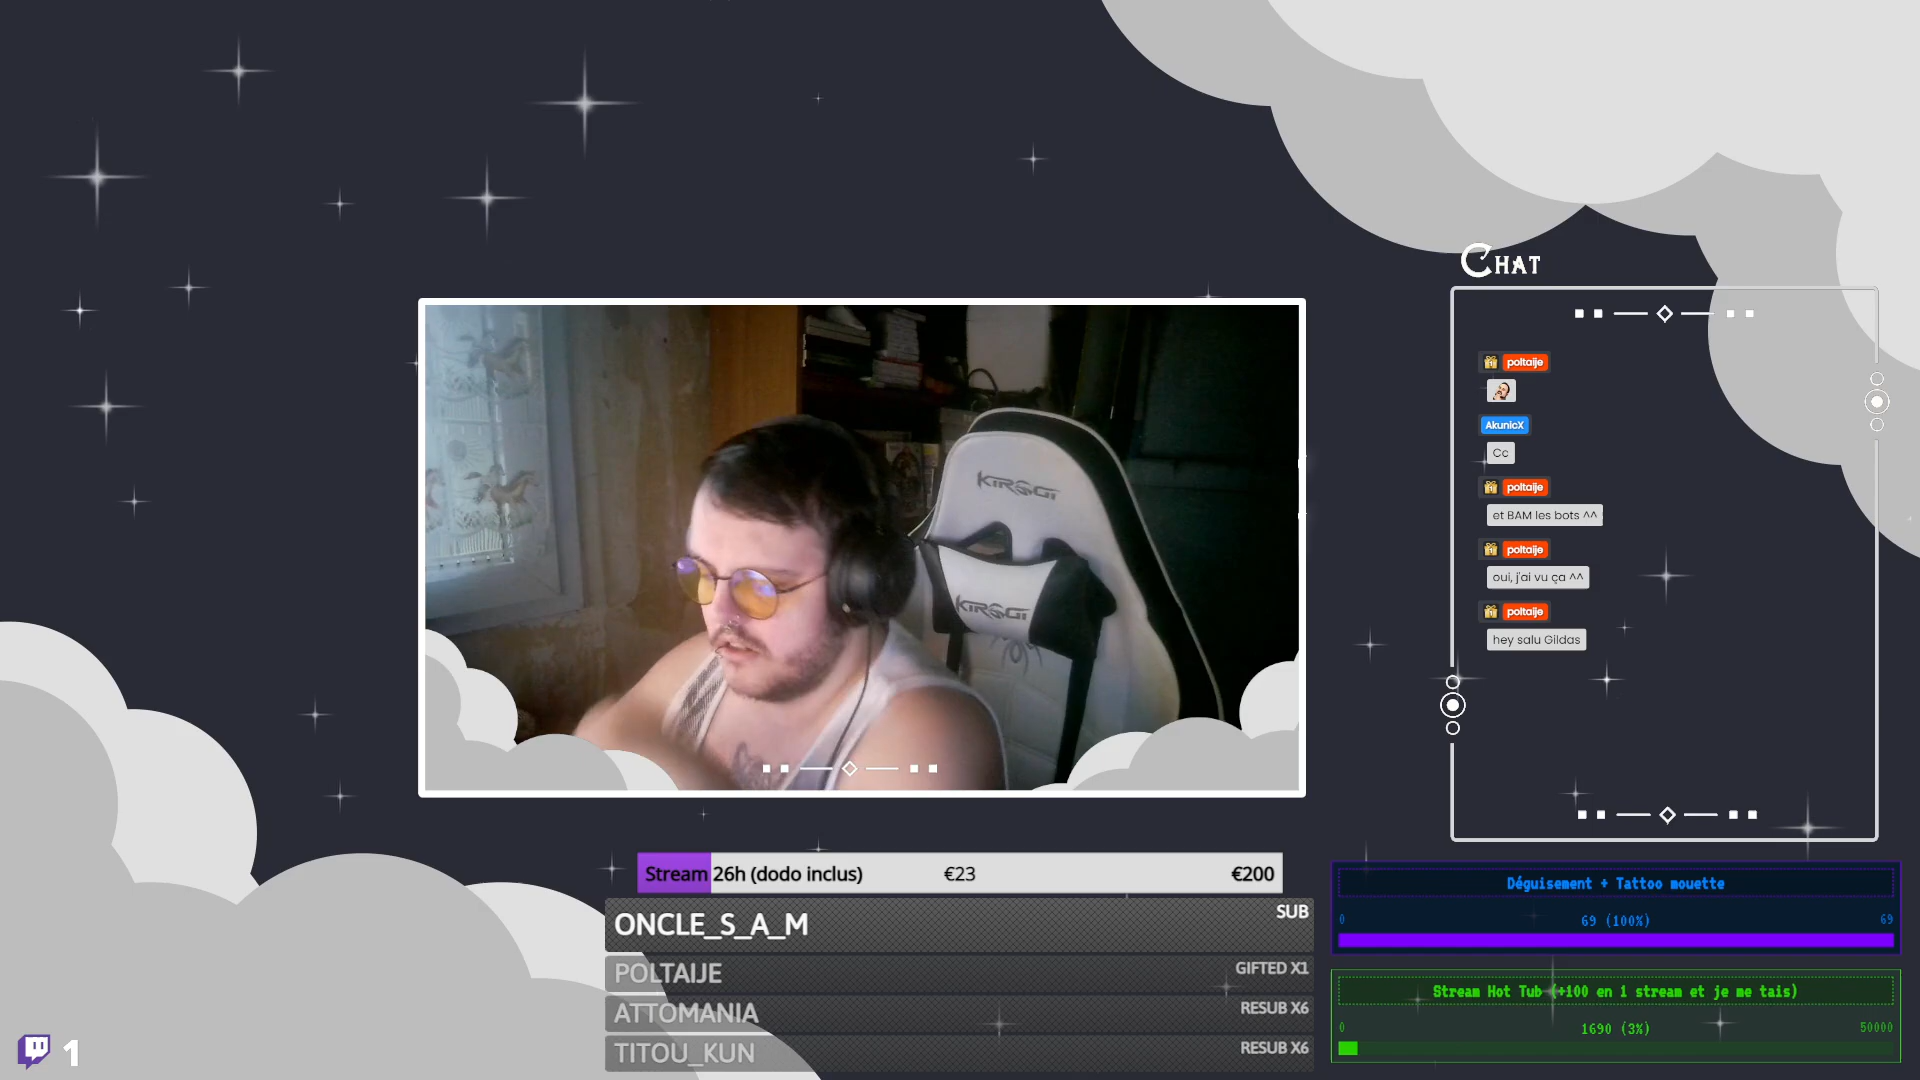 CHAT
poltaije
AkunicX
Cc
poltaije
et BAM les bots ^^
poltaije
oui, j'ai vu ça ^^
poltaije
hey salu Gildas
KIRSGI
KIRSGI
Stream 26h (dodo inclus) €23 €200
ONCLE_S_A_M SUB
POLTAIJE GIFTED X1
ATTOMANIA RESUB X6
TITOU_KUN RESUB X6
Déguisement + Tattoo mouette
0 69 (100%) 69
Stream Hot Tub (+100 en 1 stream et je me tais)
0 1690 (3%) 50000
1